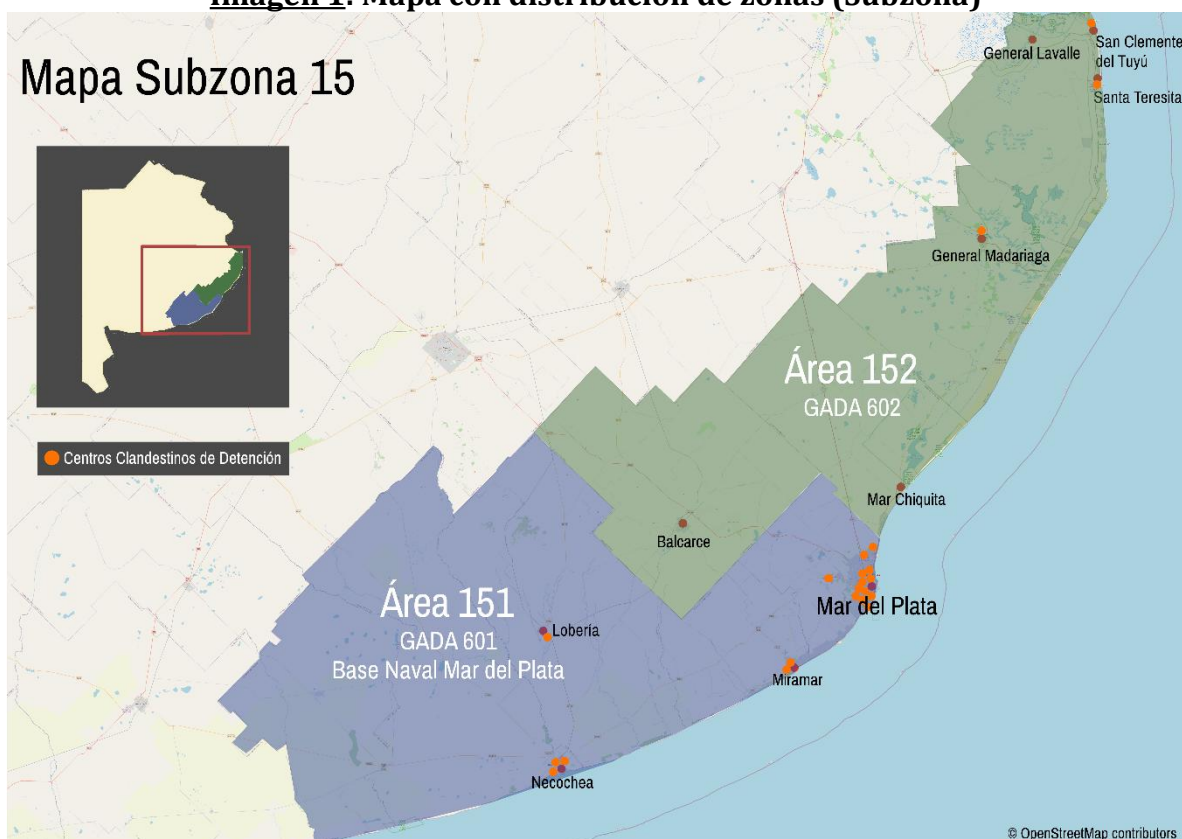 Imagen 1: Mapa con distribución de zonas (Subzona)
Mapa Subzona 15
General Lavalle
San Clemente
del Tuyú
Santa Teresita
General Madariaga
Centros Clandestinos de Detención
Área 152
GADA 602
Mar Chiquita
Balcarce
Área 151
GADA 601
Base Naval Mar del Plata
Lobería
Mar del Plata
Miramar
Necochea
© OpenStreetMap contributors